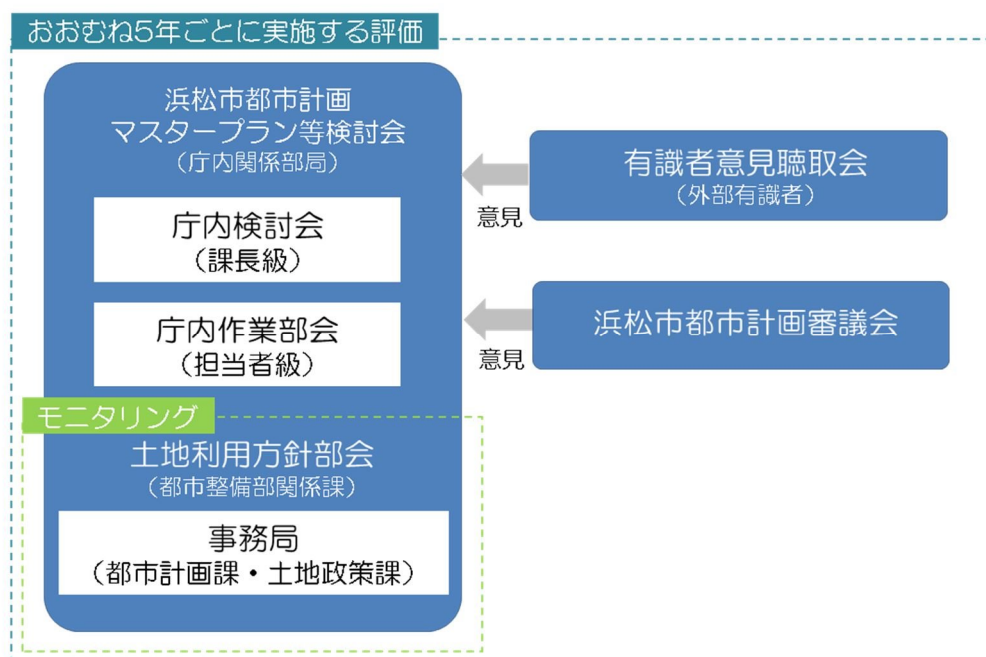 おおむね5年ごとに実施する評価
浜松市都市計画
マスタープラン等検討会
（庁内関係部局）
庁内検討会
（課長級）
庁内作業部会
（担当者級）
有識者意見聴取会
（外部有識者）
意見
浜松市都市計画審議会
意見
モニタリング
土地利用方針部会
（都市整備部関係課）
事務局
（都市計画課・土地政策課）